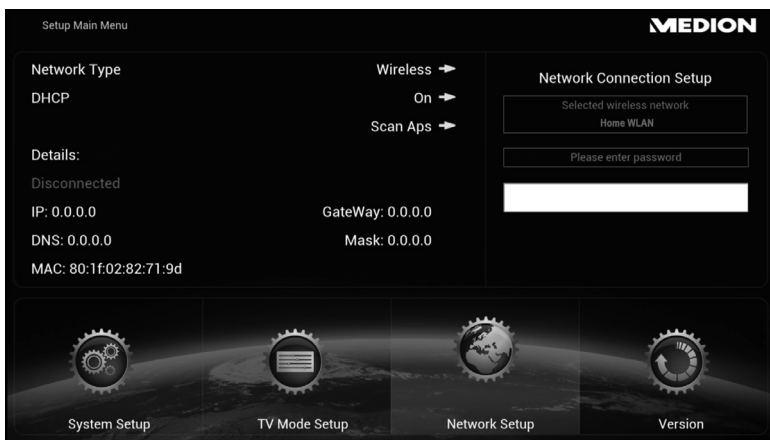 Setup Main Menu
MEDION
Network Type
Wireless
DHCP
On
Scan Aps
Details:
Disconnected
IP: 0.0.0.0
GateWay: 0.0.0.0
DNS: 0.0.0.0
Mask: 0.0.0.0
MAC: 80:1f:02:82:71:9d
Network Connection Setup
Selected wireless network
Home WLAN
Please enter password
System Setup
TV Mode Setup
Network Setup
Version